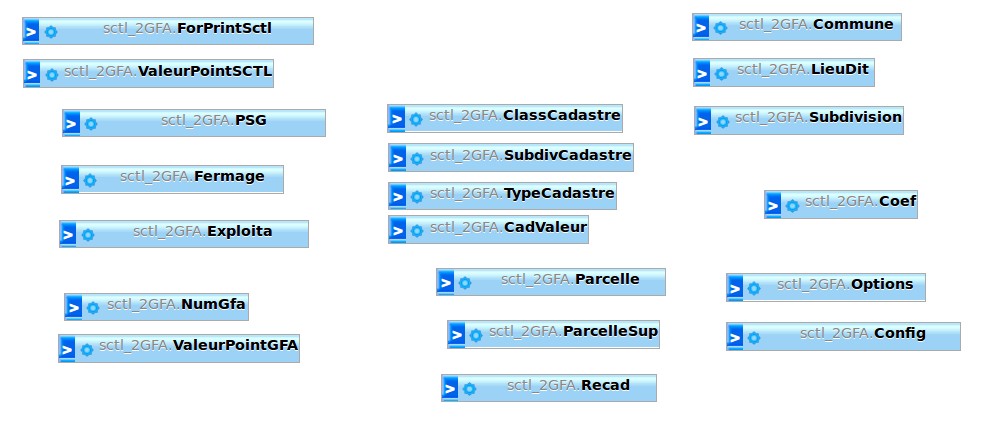 sctl_2GFA.ForPrintSctl
sctl_2GFA.ValeurPointSCTL
sctl_2GFA.PSG
sctl_2GFA.Fermage
sctl_2GFA.Exploita
sctl_2GFA.NumGfa
sctl_2GFA.ValeurPointGFA
sctl_2GFA.ClassCadastre
sctl_2GFA.SubdivCadastre
sctl_2GFA.TypeCadastre
sctl_2GFA.CadValeur
sctl_2GFA.Parcelle
sctl_2GFA.ParcelleSup
sctl_2GFA.Recad
sctl_2GFA.Commune
sctl_2GFA.LieuDit
sctl_2GFA.Subdivision
sctl_2GFA.Coef
sctl_2GFA.Options
sctl_2GFA.Config